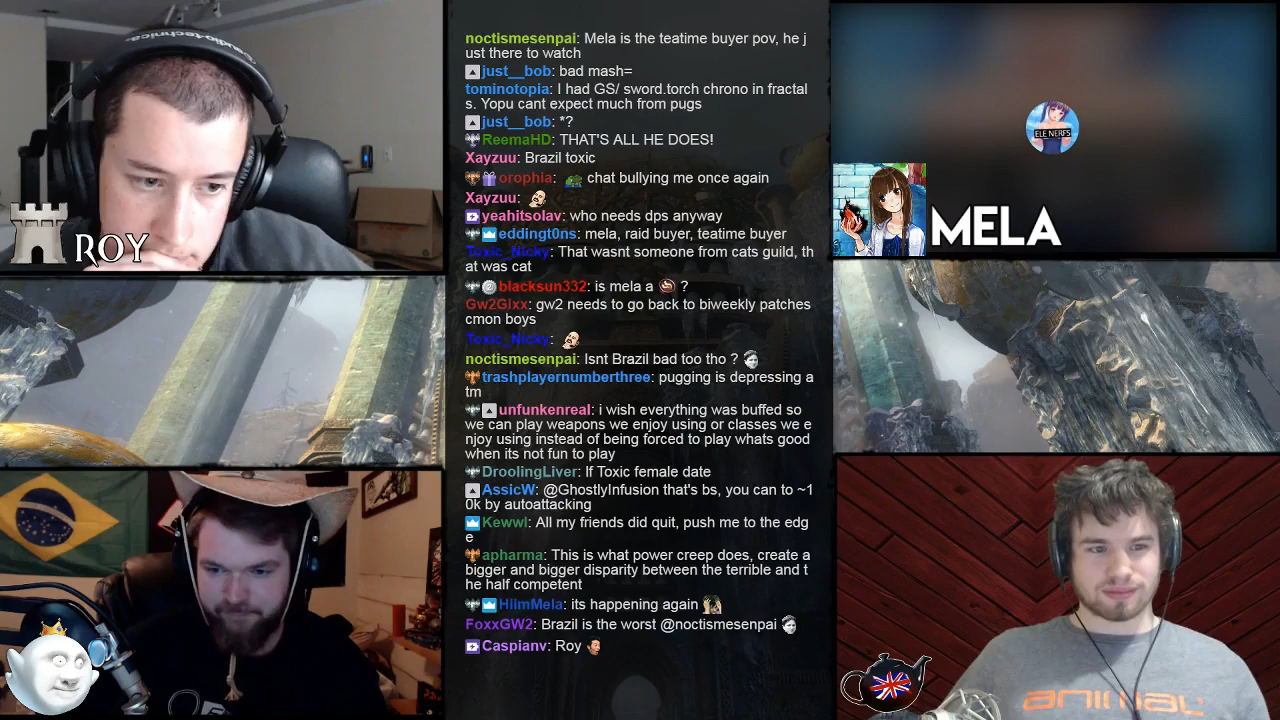 audio-technica
ROY
noctismesenpai: Mela is the teatime buyer pov, he j
ust there to watch
just__bob: bad mash=
tominotopia: I had GS/ sword.torch chrono in fractal
s. Yopu cant expect much from pugs
just__bob: *?
ReemaHD: THAT'S ALL HE DOES!
Xayzuu: Brazil toxic
orophia: chat bullying me once again
Xayzuu:
yeahitsolav: who needs dps anyway
eddingt0ns: mela, raid buyer, teatime buyer
Toxic_Nicky: That wasnt someone from cats guild, th
at was cat
blacksun332: is mela a ?
Gw2Glxx: gw2 needs to go back to biweekly patches
cmon boys
Toxic_Nicky:
noctismesenpai: Isnt Brazil bad too tho ?
trashplayernumberthree: pugging is depressing a
tm
unfunkenreal: i wish everything was buffed so
we can play weapons we enjoy using or classes we e
njoy using instead of being forced to play whats good
when its not fun to play
DroolingLiver: If Toxic female date
AssicW: @GhostlyInfusion that's bs, you can to ~1
0k by autoattacking
Kewwl: All my friends did quit, push me to the edg
e
apharma: This is what power creep does, create a
bigger and bigger disparity between the terrible and t
he half competent
HiimMela: its happening again
FoxxGW2: Brazil is the worst @noctismesenpai
Caspianv: Roy
ELE NERFS
MELA
animal